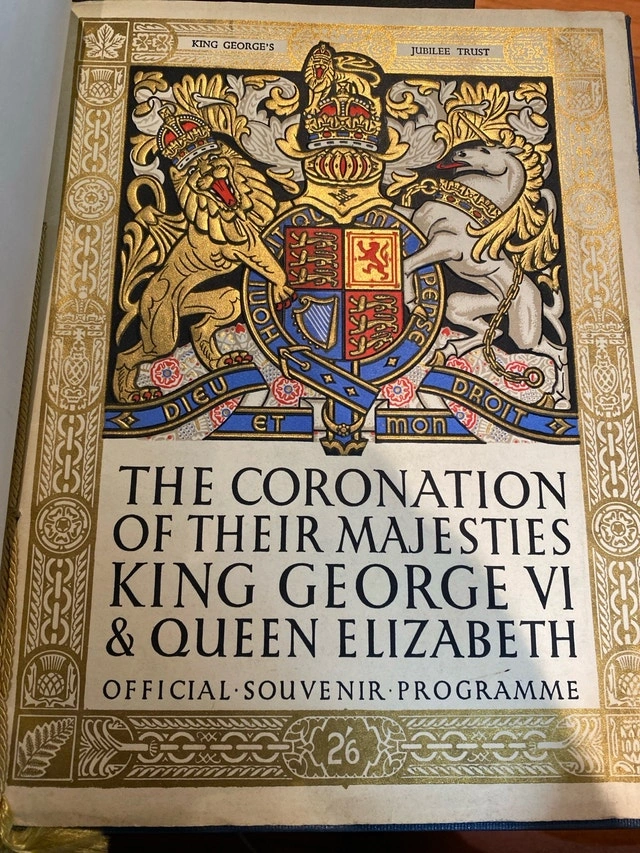 KING GEORGE'S JUBILEE TRUST
HONI SOIT QUI MAL Y PENSE
DIEU ET MON DROIT
THE CORONATION
OF THEIR MAJESTIES
KING GEORGE VI
& QUEEN ELIZABETH
OFFICIAL·SOUVENIR·PROGRAMME
2/6